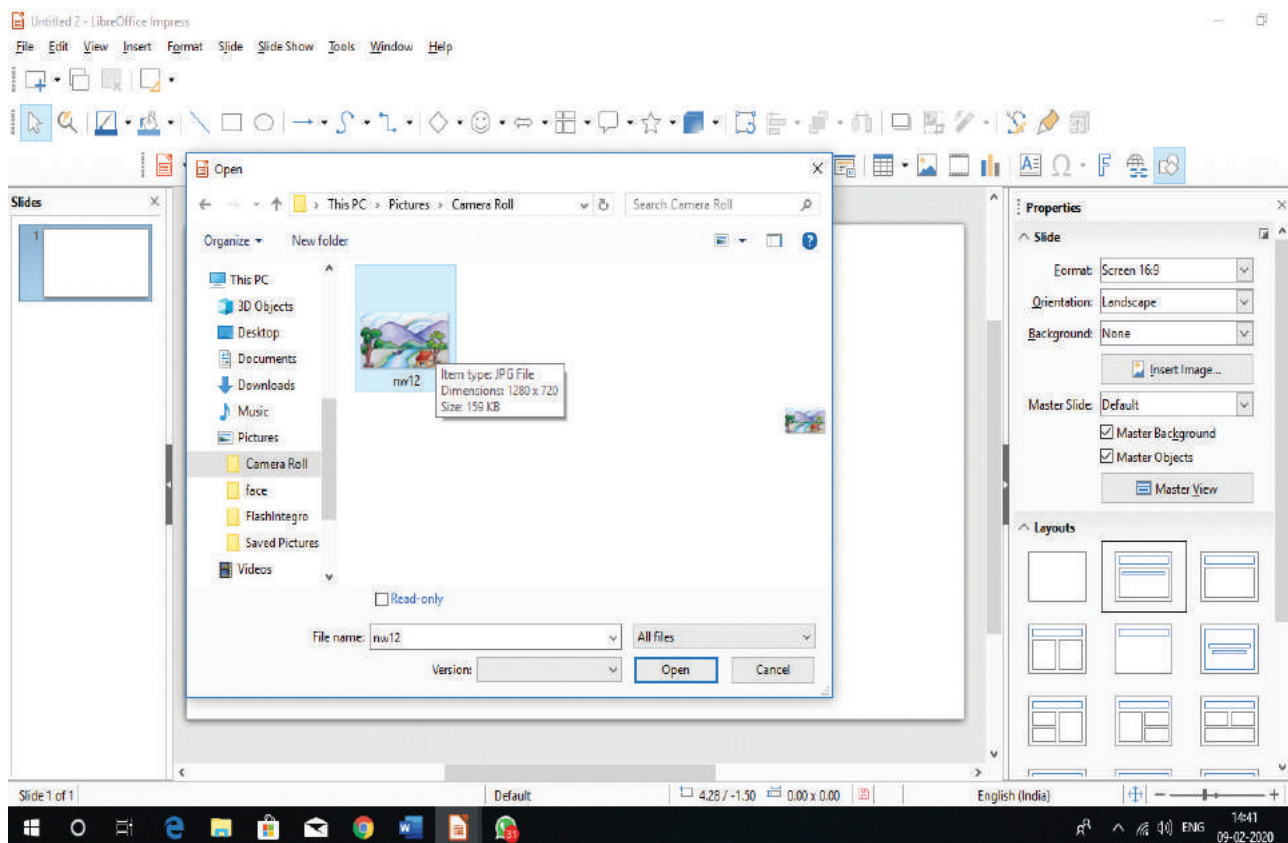 Untitled 2 - LibreOffice Impress
File Edit View Insert Format Slide Slide Show Tools Window Help
Open
This PC › Pictures › Camera Roll
Search Camera Roll
Organize New folder
This PC
3D Objects
Desktop
Documents
Downloads
Music
Pictures
Camera Roll
face
FlashIntegro
Saved Pictures
Videos
nw12
Item type: JPG File
Dimensions: 1280 x 720
Size: 159 KB
Read-only
File name: nw12
All files
Version:
Open Cancel
Slides
1
Properties
Slide
Format: Screen 16:9
Orientation: Landscape
Background: None
Insert Image...
Master Slide: Default
Master Background
Master Objects
Master View
Layouts
Slide 1 of 1 Default 4.28 / -1.50 0.00 x 0.00 English (India)
31
ENG
14:41
09-02-2020